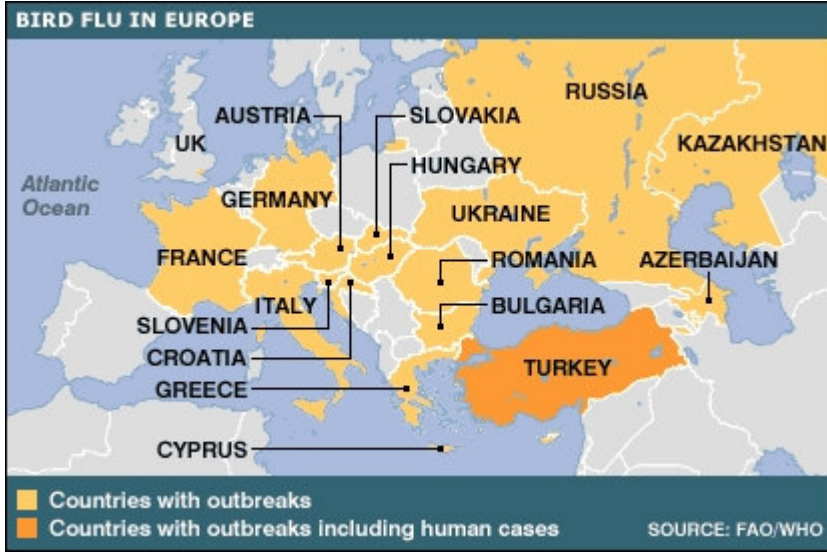 BIRD FLU IN EUROPE
RUSSIA
AUSTRIA
SLOVAKIA
UK
KAZAKHSTAN
HUNGARY
Atlantic
Ocean
GERMANY
UKRAINE
FRANCE
ROMANIA
AZERBAIJAN
ITALY
BULGARIA
SLOVENIA
CROATIA
TURKEY
GREECE
CYPRUS
Countries with outbreaks
Countries with outbreaks including human cases
SOURCE: FAO/WHO